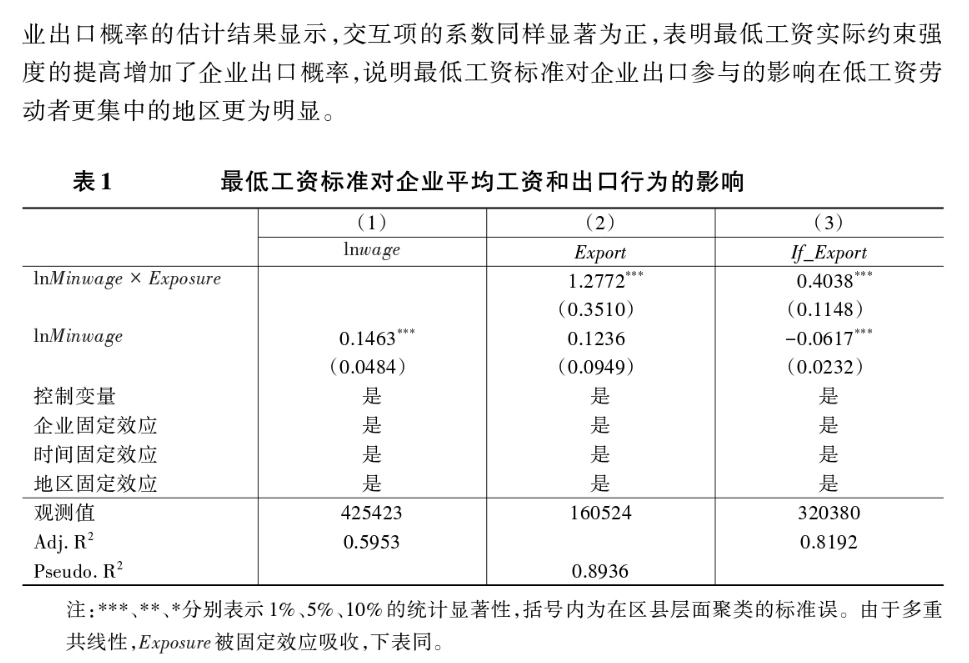 业出口概率的估计结果显示,交互项的系数同样显著为正,表明最低工资实际约束强
度的提高增加了企业出口概率,说明最低工资标准对企业出口参与的影响在低工资劳
动者更集中的地区更为明显。
表1 最低工资标准对企业平均工资和出口行为的影响
(1) (2) (3)
lnwage Export If_Export
lnMinwage × Exposure 1.2772*** 0.4038***
(0.3510) (0.1148)
lnMinwage 0.1463*** 0.1236 -0.0617***
(0.0484) (0.0949) (0.0232)
控制变量 是 是 是
企业固定效应 是 是 是
时间固定效应 是 是 是
地区固定效应 是 是 是
观测值 425423 160524 320380
Adj. R² 0.5953 0.8192
Pseudo. R² 0.8936
注:***、**、*分别表示1%、5%、10%的统计显著性,括号内为在区县层面聚类的标准误。由于多重
共线性,Exposure被固定效应吸收,下表同。